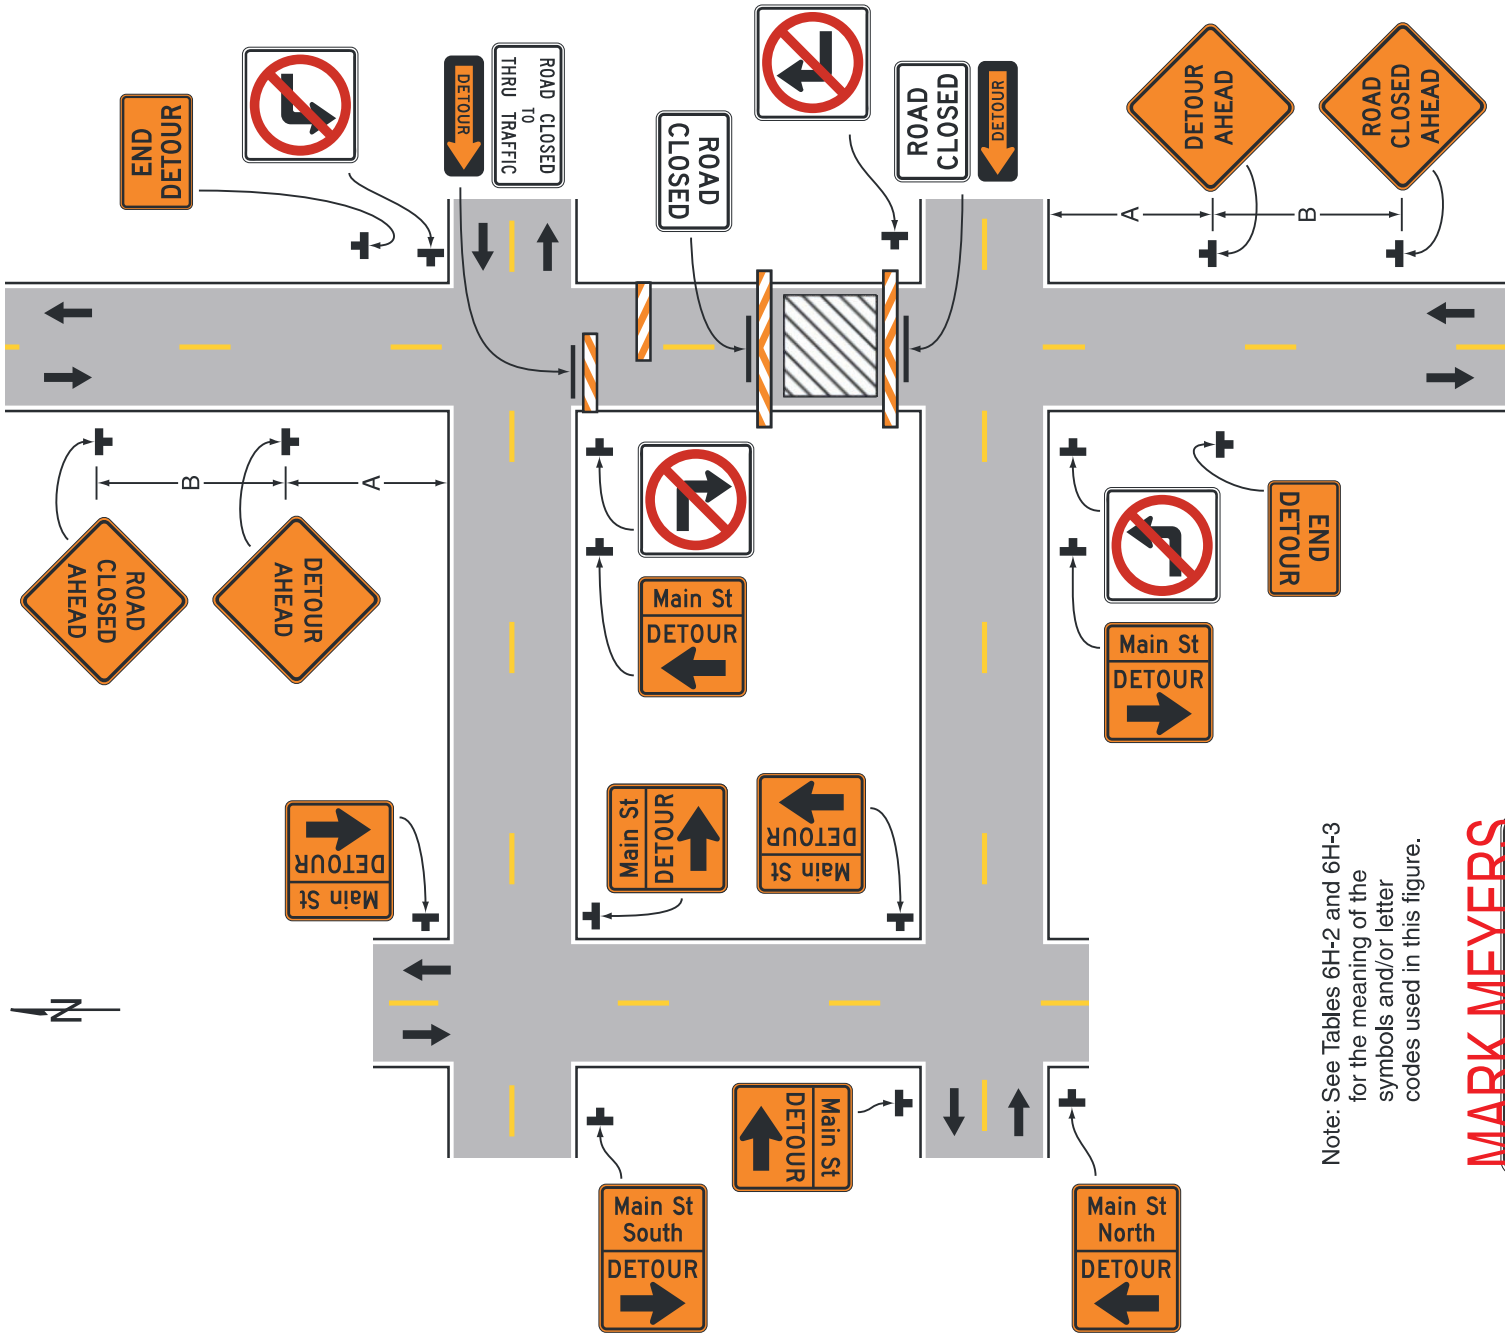 END
DETOUR
DETOUR
ROAD CLOSED
TO
THRU TRAFFIC
ROAD
CLOSED
ROAD
CLOSED
DETOUR
DETOUR
AHEAD
ROAD
CLOSED
AHEAD
A
B
B
A
ROAD
CLOSED
AHEAD
DETOUR
AHEAD
Main St
DETOUR
END
DETOUR
Main St
DETOUR
Main St
DETOUR
Main St
DETOUR
Main St
DETOUR
N
Main St
DETOUR
Main St
South
DETOUR
Main St
North
DETOUR
Note: See Tables 6H-2 and 6H-3
for the meaning of the
symbols and/or letter
codes used in this figure.
MARK MEYERS